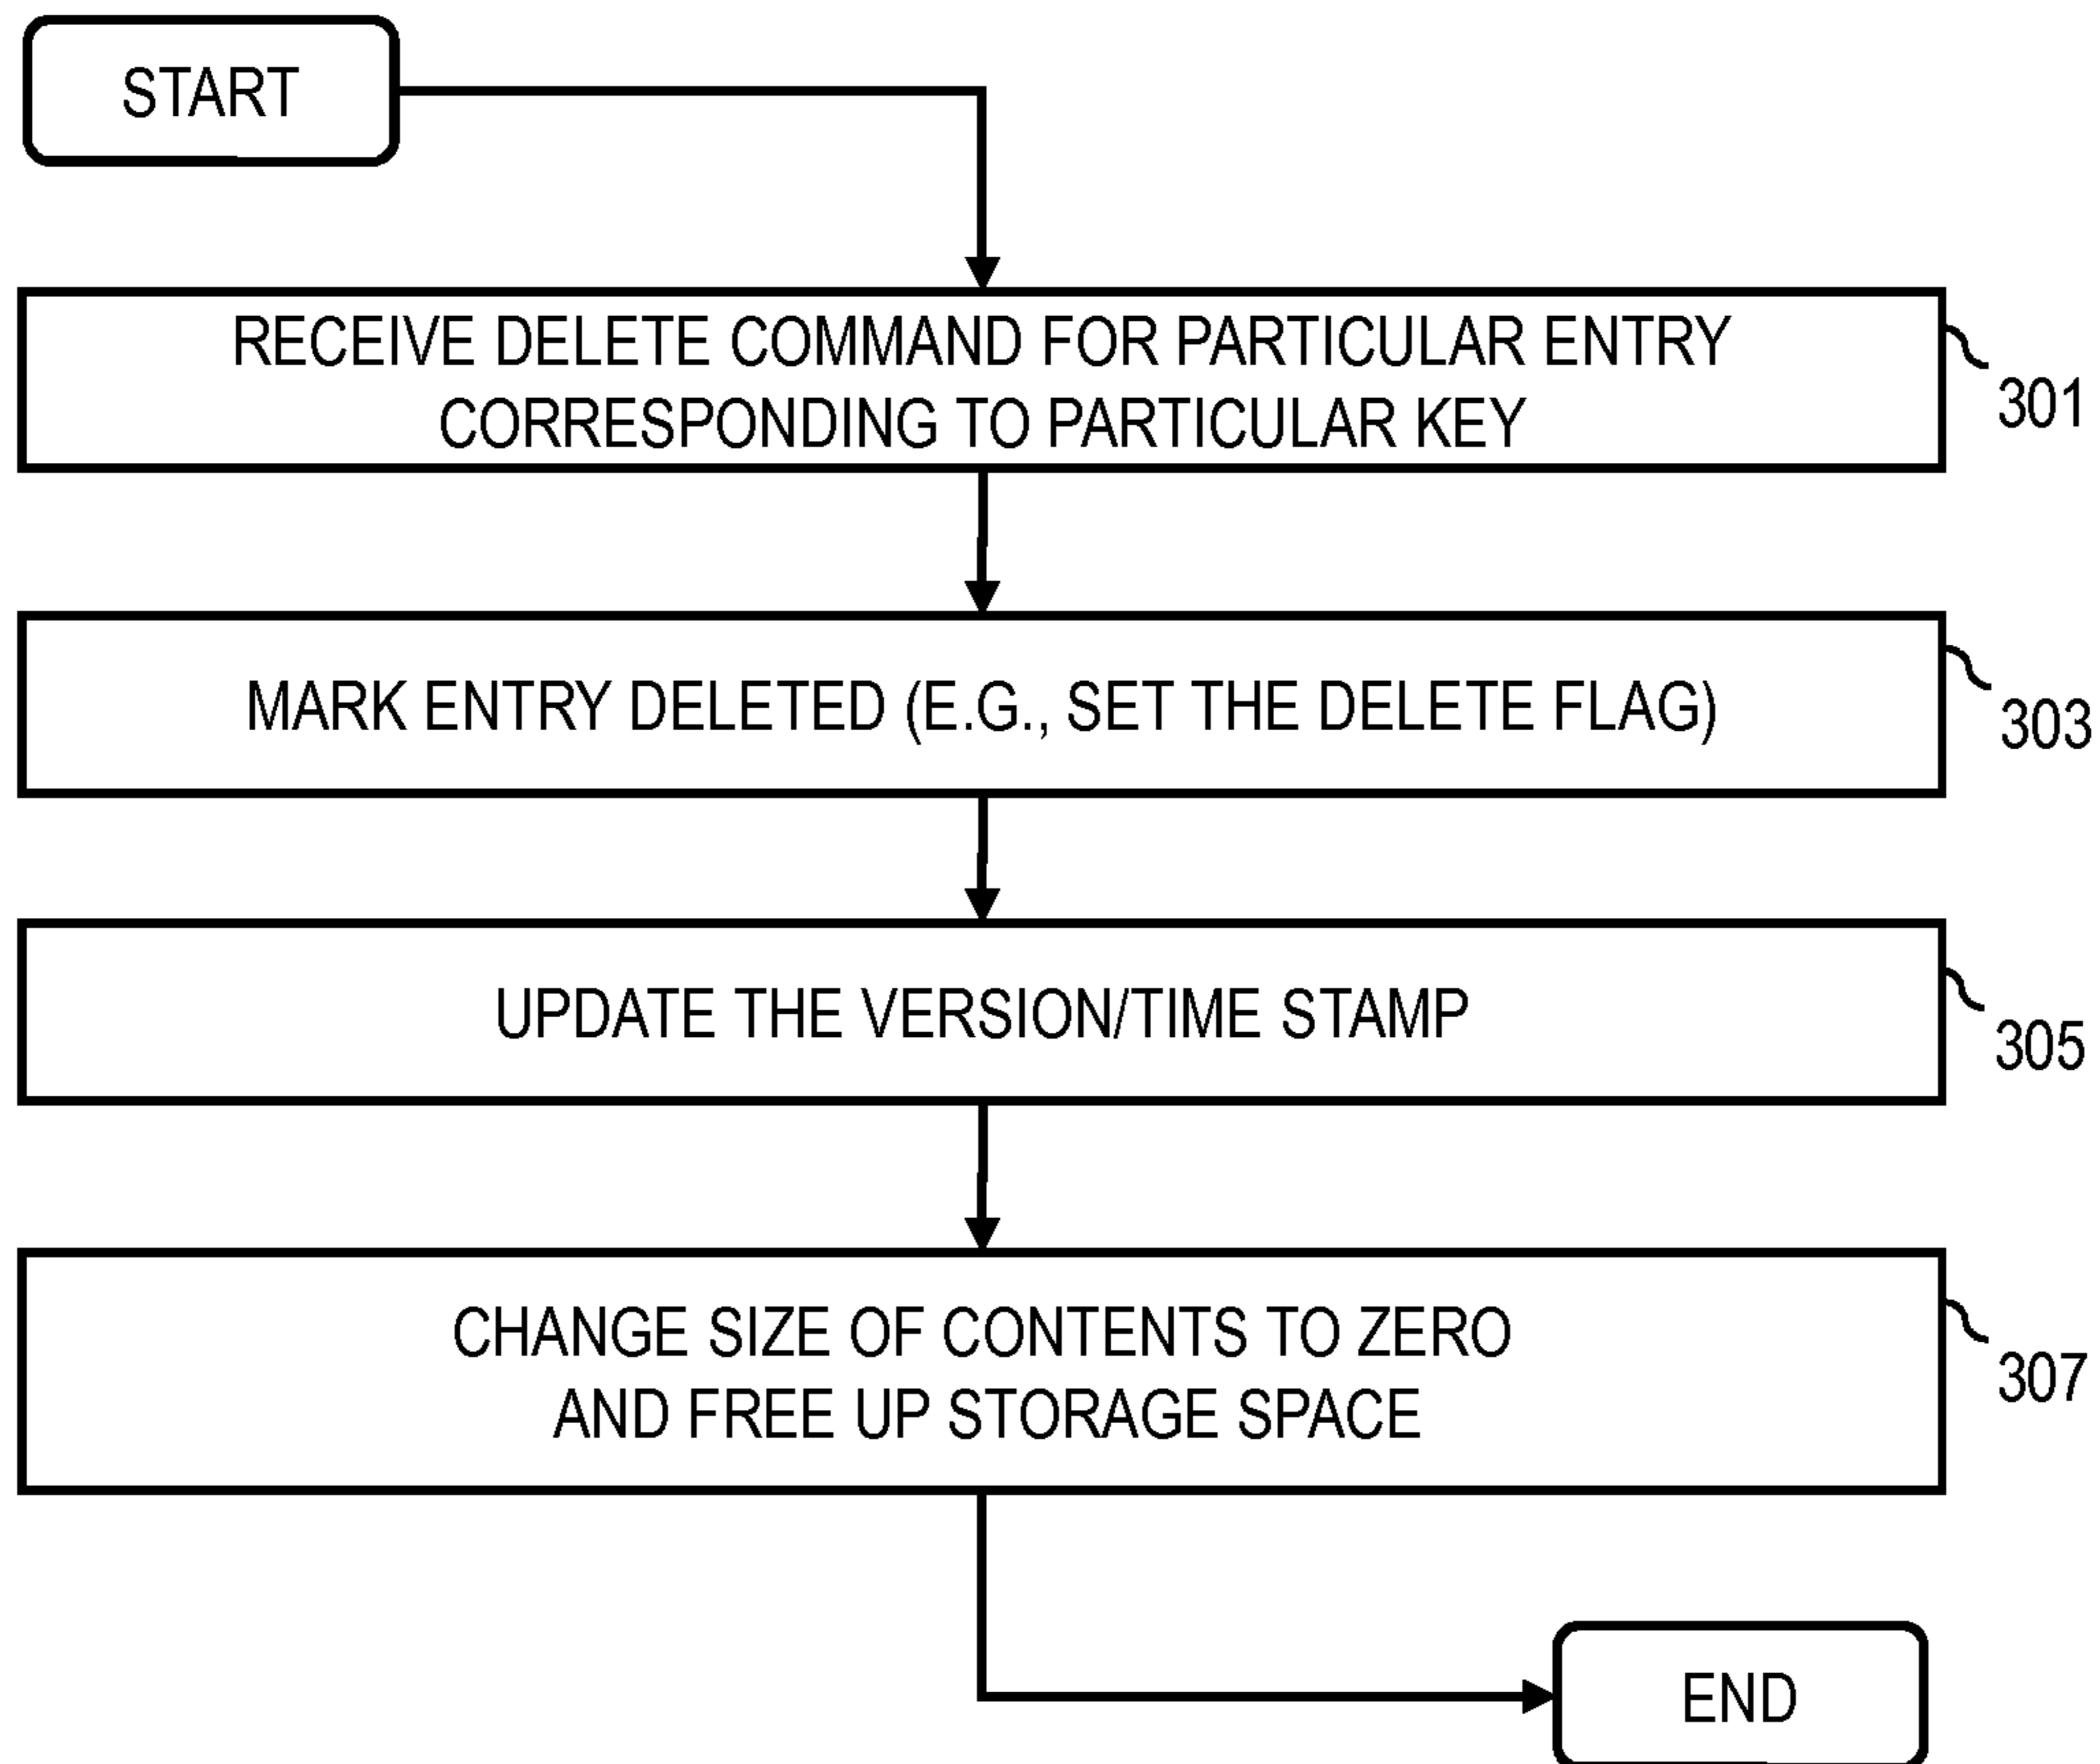 START
RECEIVE DELETE COMMAND FOR PARTICULAR ENTRY
CORRESPONDING TO PARTICULAR KEY
301
MARK ENTRY DELETED (E.G., SET THE DELETE FLAG)
303
UPDATE THE VERSION/TIME STAMP
305
CHANGE SIZE OF CONTENTS TO ZERO
AND FREE UP STORAGE SPACE
307
END